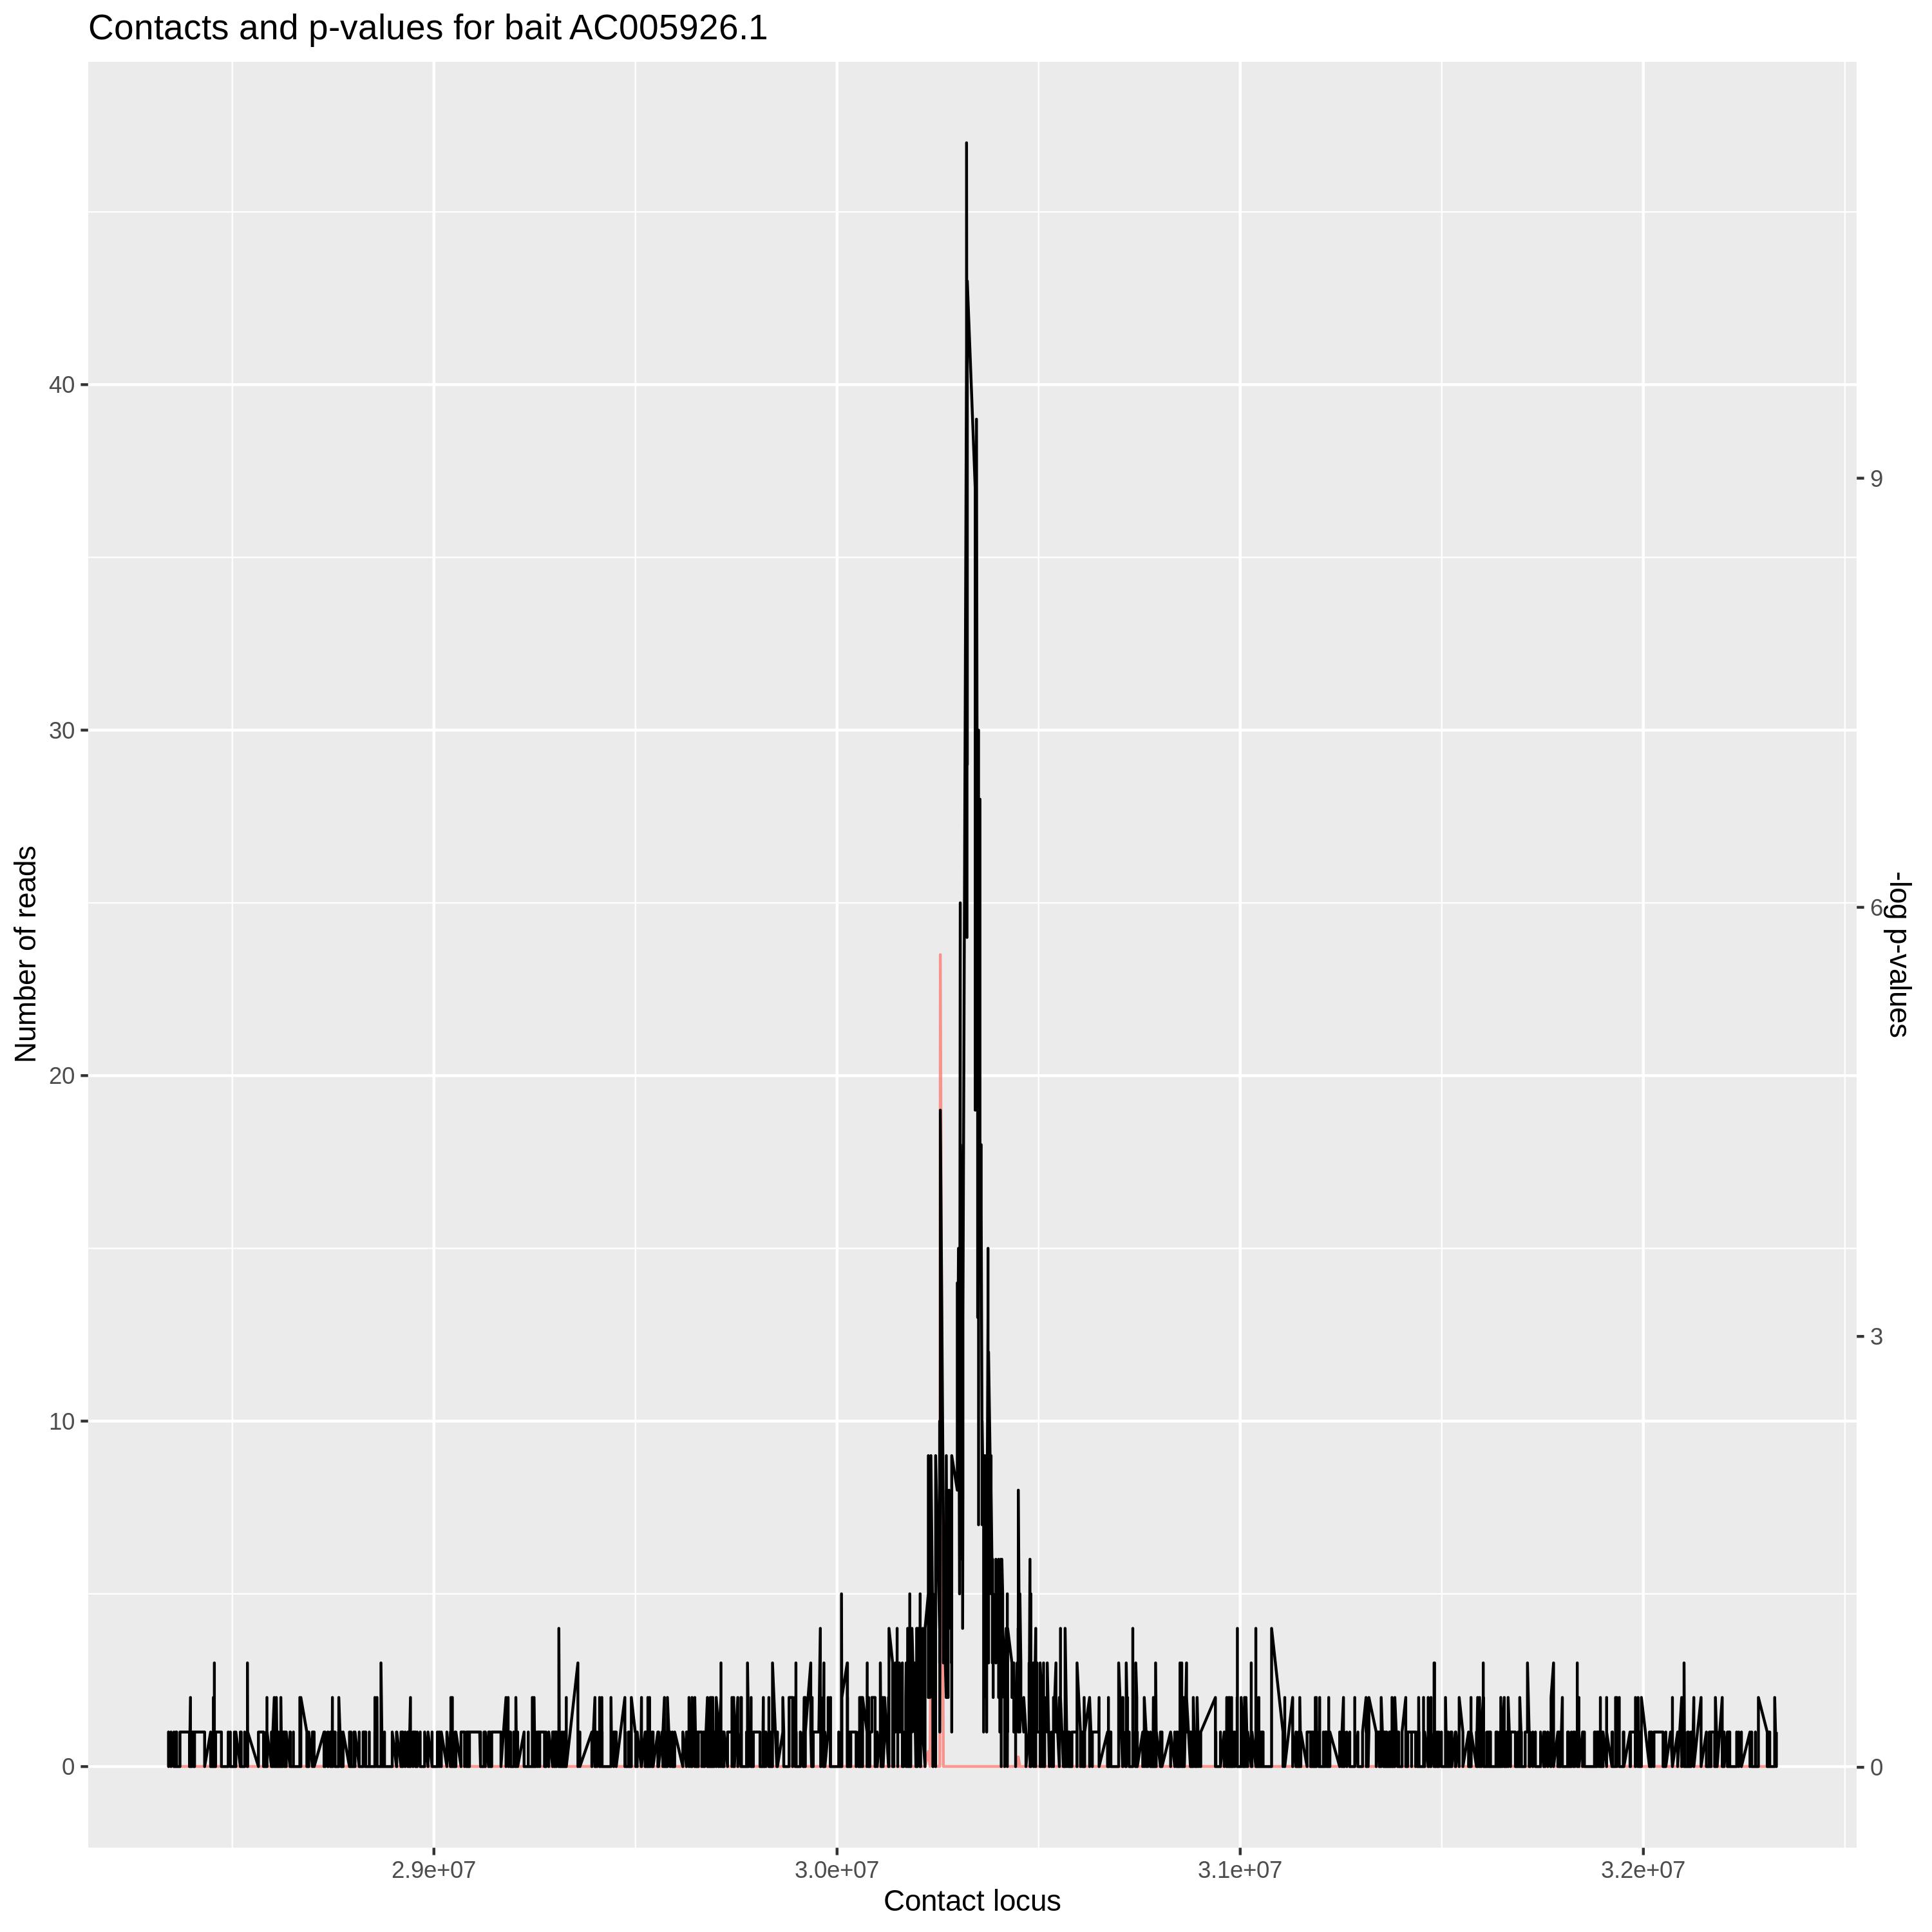 Contacts and p-values for bait AC005926.1
40
30
20
10
0
Number of reads
9
6
3
0
-log p-values
2.9e+07
3.0e+07
3.1e+07
3.2e+07
Contact locus